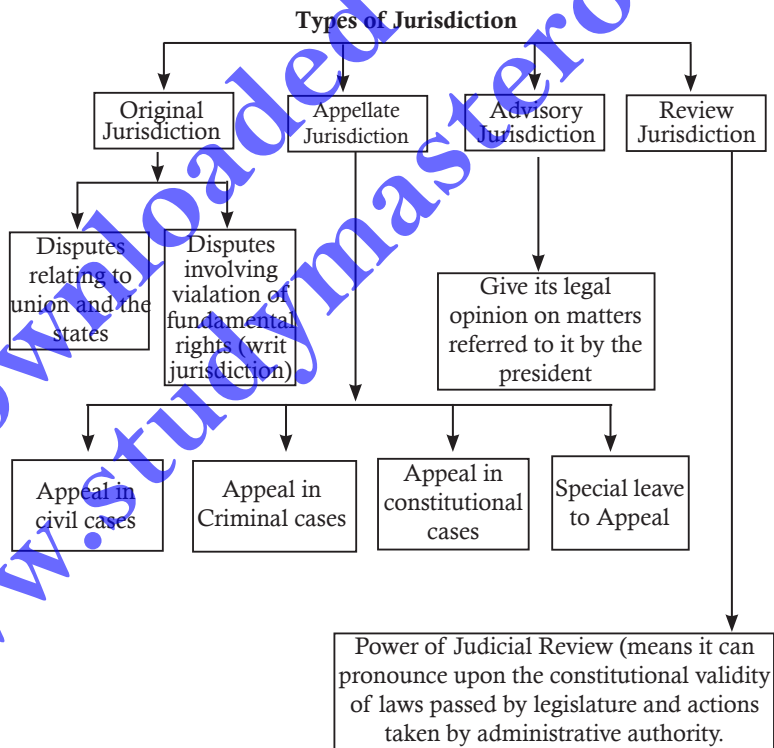 Types of Jurisdiction
Original
Jurisdiction
Appellate
Jurisdiction
Advisory
Jurisdiction
Review
Jurisdiction
Disputes
relating to
union and the
states
Disputes
involving
vialation of
fundamental
rights (writ
jurisdiction)
Give its legal
opinion on matters
referred to it by the
president
Appeal in
civil cases
Appeal in
Criminal cases
Appeal in
constitutional
cases
Special leave
to Appeal
Power of Judicial Review (means it can
pronounce upon the constitutional validity
of laws passed by legislature and actions
taken by administrative authority.
ownloaded
w.studymastero